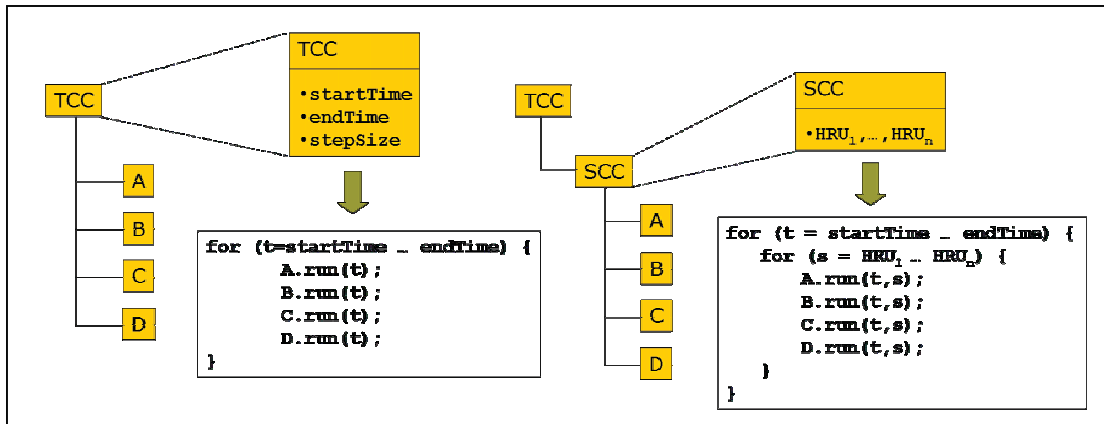 TCC
A
B
C
D
TCC
•startTime
•endTime
•stepSize
for (t=startTime … endTime) {
A.run(t);
B.run(t);
C.run(t);
D.run(t);
}
TCC
SCC
A
B
C
D
SCC
•HRU1,…,HRUn
for (t = startTime … endTime) {
for (s = HRU1 … HRUn) {
A.run(t,s);
B.run(t,s);
C.run(t,s);
D.run(t,s);
}
}